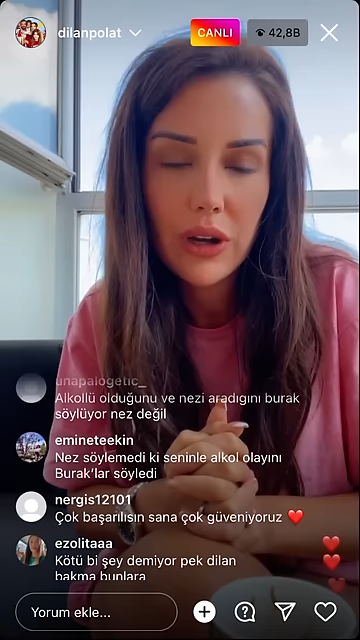 dilanpolat
CANLI
42,8B
unapalogetic_
Alkollü olduğunu ve nezi aradıgını burak
söylüyor nez değil
emineteekin
Nez söylemedi ki seninle alkol olayını
Burak'lar söyledi
nergis12101
Çok başarılısın sana çok güveniyoruz ❤️
ezolitaaa
Kötü bi şey demiyor pek dilan
bakma bunlara
Yorum ekle...